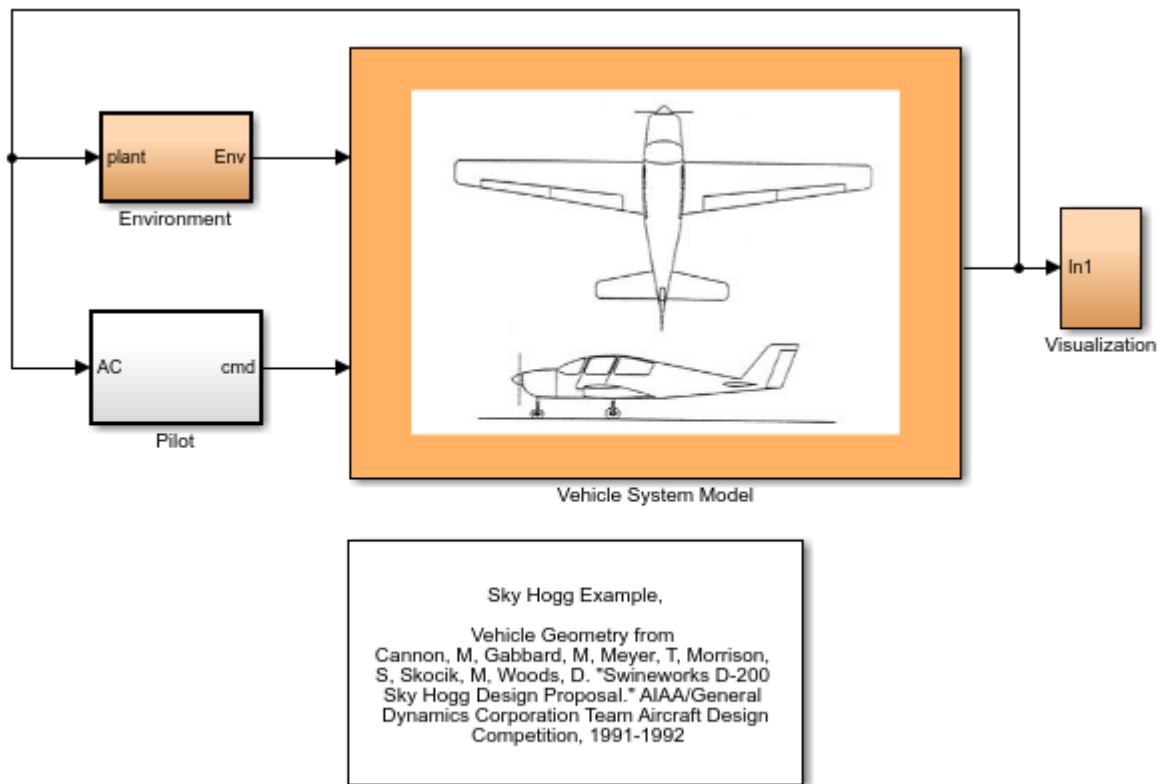 plant Env
Environment
AC cmd
Pilot
Vehicle System Model
In1
Visualization
Sky Hogg Example,
Vehicle Geometry from
Cannon, M, Gabbard, M, Meyer, T, Morrison,
S, Skocik, M, Woods, D. "Swineworks D-200
Sky Hogg Design Proposal." AIAA/General
Dynamics Corporation Team Aircraft Design
Competition, 1991-1992